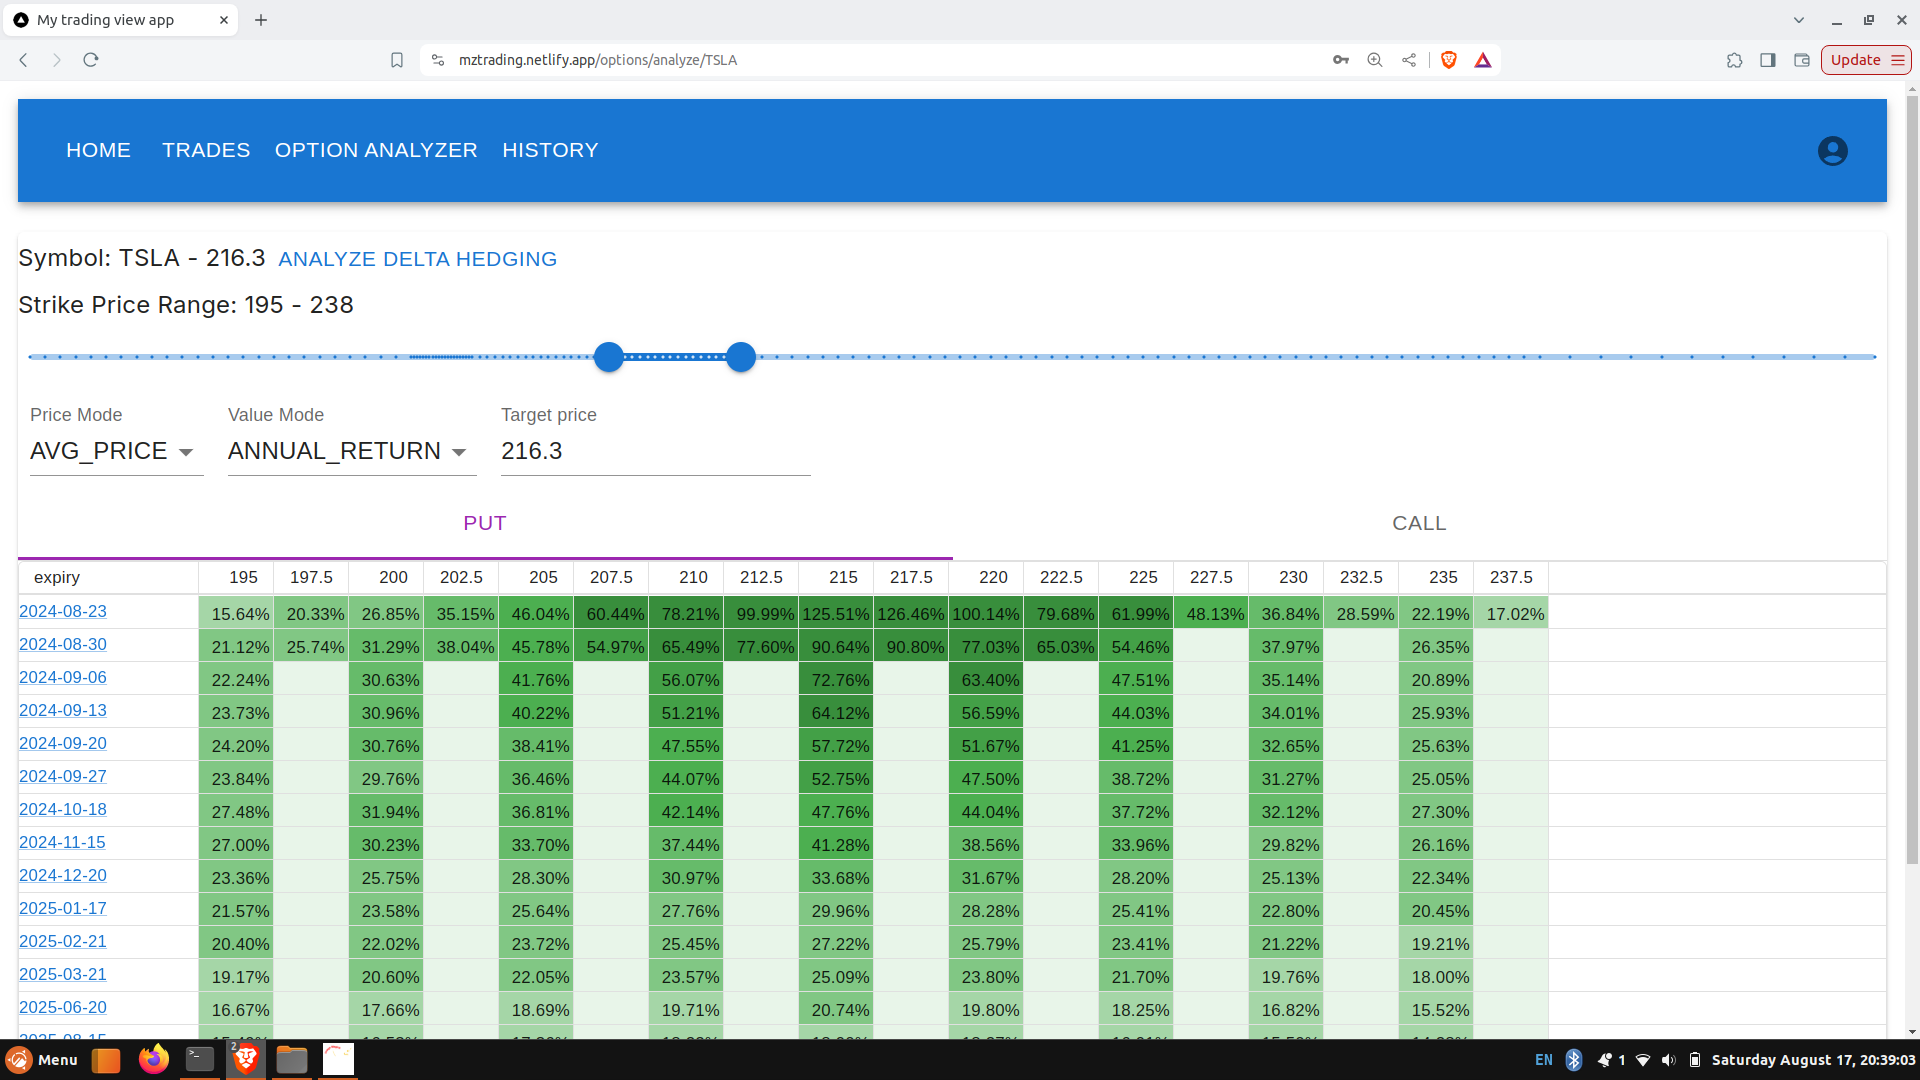 My trading view app
mztrading.netlify.app/options/analyze/TSLA
Update
HOME TRADES OPTION ANALYZER HISTORY
Symbol: TSLA - 216.3 ANALYZE DELTA HEDGING
Strike Price Range: 195 - 238
Price Mode Value Mode Target price
AVG_PRICE ANNUAL_RETURN 216.3
PUT CALL
expiry 195 197.5 200 202.5 205 207.5 210 212.5 215 217.5 220 222.5 225 227.5 230 232.5 235 237.5
2024-08-23 15.64% 20.33% 26.85% 35.15% 46.04% 60.44% 78.21% 99.99% 125.51% 126.46% 100.14% 79.68% 61.99% 48.13% 36.84% 28.59% 22.19% 17.02%
2024-08-30 21.12% 25.74% 31.29% 38.04% 45.78% 54.97% 65.49% 77.60% 90.64% 90.80% 77.03% 65.03% 54.46% 37.97% 26.35%
2024-09-06 22.24% 30.63% 41.76% 56.07% 72.76% 63.40% 47.51% 35.14% 20.89%
2024-09-13 23.73% 30.96% 40.22% 51.21% 64.12% 56.59% 44.03% 34.01% 25.93%
2024-09-20 24.20% 30.76% 38.41% 47.55% 57.72% 51.67% 41.25% 32.65% 25.63%
2024-09-27 23.84% 29.76% 36.46% 44.07% 52.75% 47.50% 38.72% 31.27% 25.05%
2024-10-18 27.48% 31.94% 36.81% 42.14% 47.76% 44.04% 37.72% 32.12% 27.30%
2024-11-15 27.00% 30.23% 33.70% 37.44% 41.28% 38.56% 33.96% 29.82% 26.16%
2024-12-20 23.36% 25.75% 28.30% 30.97% 33.68% 31.67% 28.20% 25.13% 22.34%
2025-01-17 21.57% 23.58% 25.64% 27.76% 29.96% 28.28% 25.41% 22.80% 20.45%
2025-02-21 20.40% 22.02% 23.72% 25.45% 27.22% 25.79% 23.41% 21.22% 19.21%
2025-03-21 19.17% 20.60% 22.05% 23.57% 25.09% 23.80% 21.70% 19.76% 18.00%
2025-06-20 16.67% 17.66% 18.69% 19.71% 20.74% 19.80% 18.25% 16.82% 15.52%
2025-08-15
Menu 2 EN 1 Saturday August 17, 20:39:03